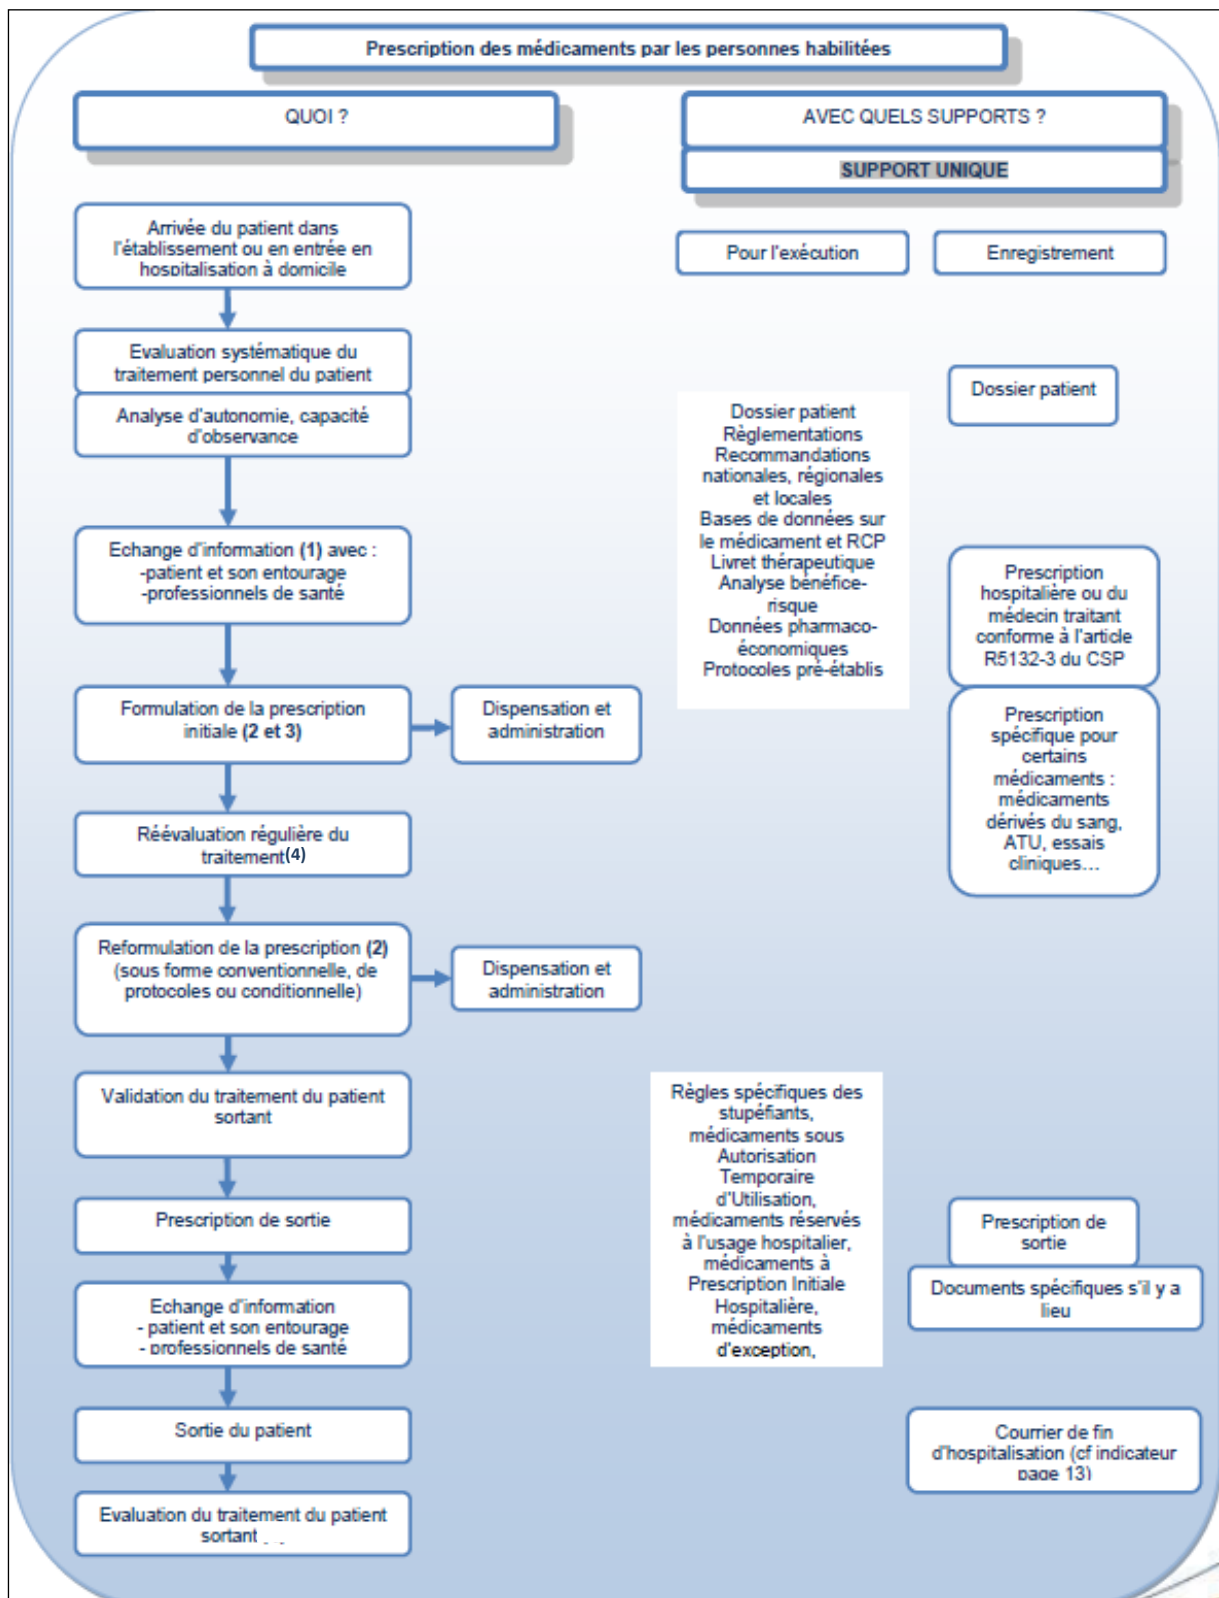 Prescription des médicaments par les personnes habilitées
QUOI ?
AVEC QUELS SUPPORTS ?
SUPPORT UNIQUE
Pour l'exécution
Enregistrement
Arrivée du patient dans
l'établissement ou en entrée en
hospitalisation à domicile
Evaluation systématique du
traitement personnel du patient
Analyse d'autonomie, capacité
d'observance
Echange d'information (1) avec :
-patient et son entourage
-professionnels de santé
Formulation de la prescription
initiale (2 et 3)
Dispensation et
administration
Réévaluation régulière du
traitement(4)
Reformulation de la prescription (2)
(sous forme conventionnelle, de
protocoles ou conditionnelle)
Dispensation et
administration
Validation du traitement du patient
sortant
Prescription de sortie
Echange d'information
- patient et son entourage
- professionnels de santé
Sortie du patient
Evaluation du traitement du patient
sortant
Dossier patient
Règlementations
Recommandations
nationales, régionales
et locales
Bases de données sur
le médicament et RCP
Livret thérapeutique
Analyse bénéfice-
risque
Données pharmaco-
économiques
Protocoles pré-établis
Règles spécifiques des
stupéfiants,
médicaments sous
Autorisation
Temporaire
d'Utilisation,
médicaments réservés
à l'usage hospitalier,
médicaments à
Prescription Initiale
Hospitalière,
médicaments
d'exception,
Dossier patient
Prescription
hospitalière ou du
médecin traitant
conforme à l'article
R5132-3 du CSP
Prescription
spécifique pour
certains
médicaments :
médicaments
dérivés du sang,
ATU, essais
cliniques…
Prescription de
sortie
Documents spécifiques s'il y a
lieu
Courrier de fin
d'hospitalisation (cf indicateur
page 13)